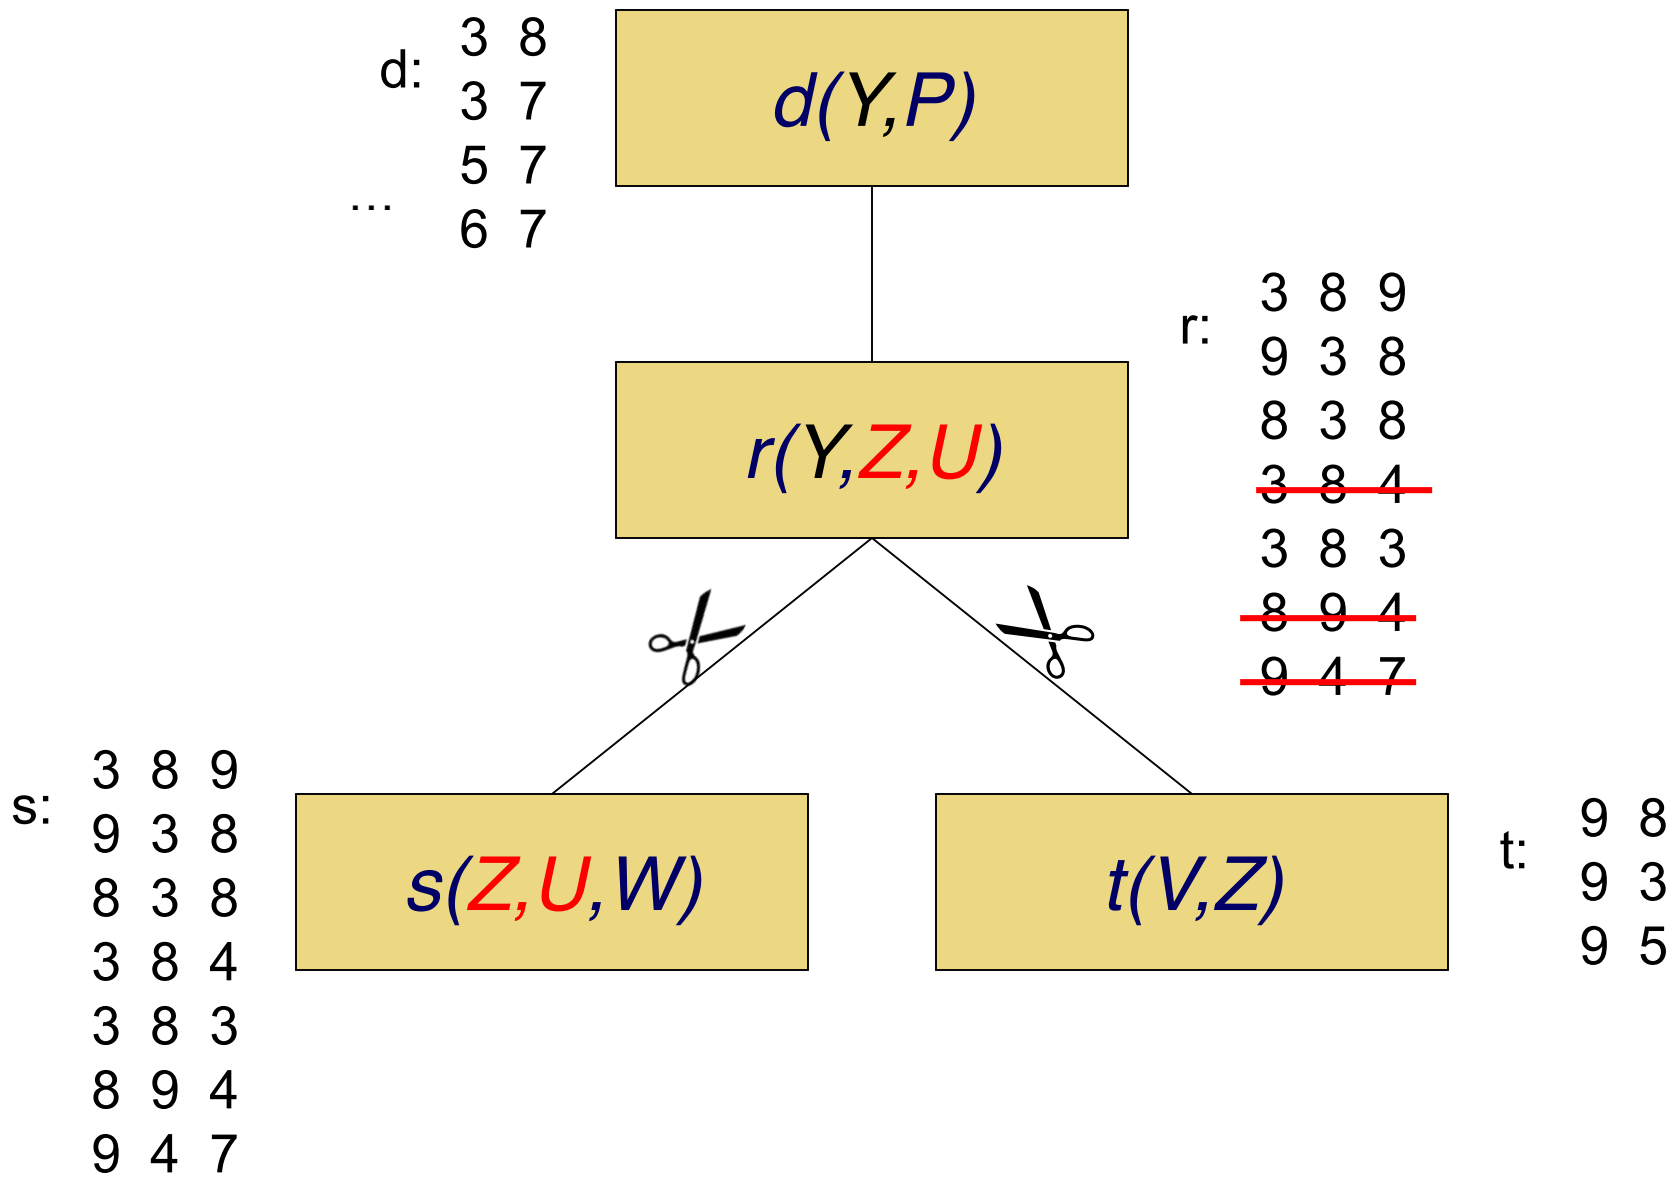 d:
3 8
3 7
5 7
6 7
…
d(Y,P)
r:
3 8 9
9 3 8
8 3 8
3 8 4
3 8 3
8 9 4
9 4 7
r(Y,Z,U)
s:
3 8 9
9 3 8
8 3 8
3 8 4
3 8 3
8 9 4
9 4 7
s(Z,U,W)
t(V,Z)
t:
9 8
9 3
9 5